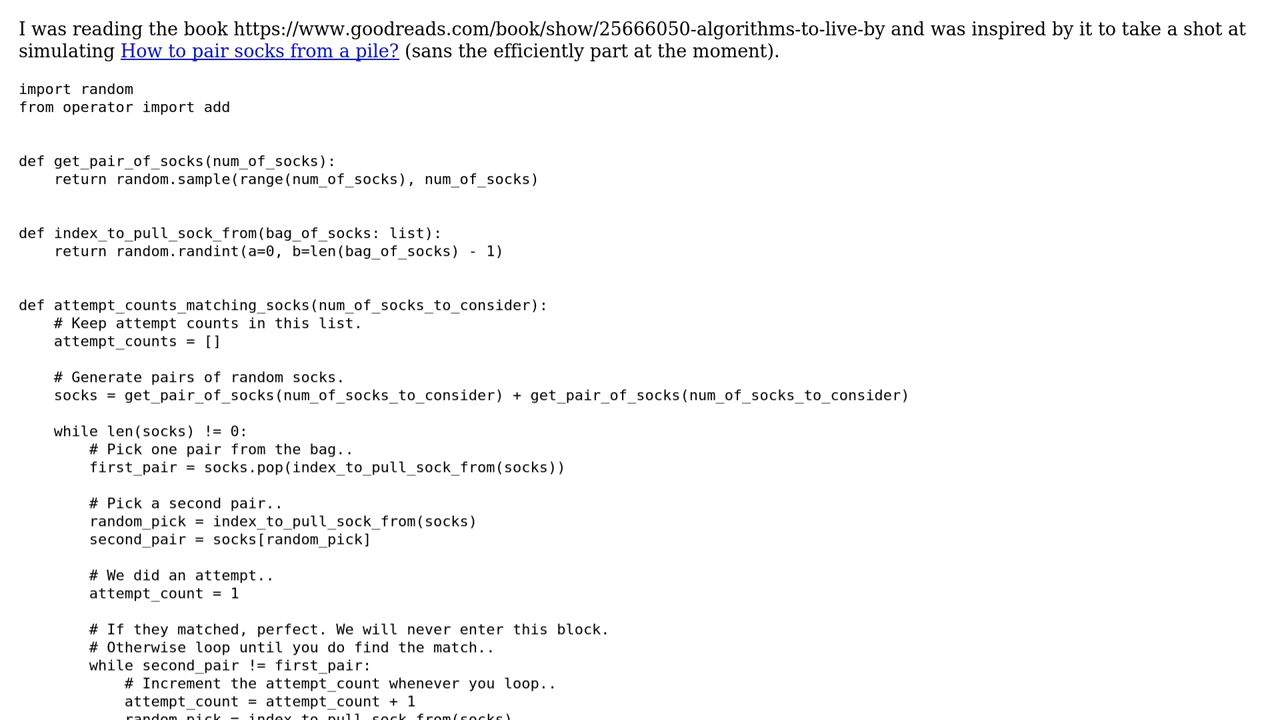 I was reading the book https://www.goodreads.com/book/show/25666050-algorithms-to-live-by and was inspired by it to take a shot at
simulating How to pair socks from a pile? (sans the efficiently part at the moment).
import random
from operator import add
def get_pair_of_socks(num_of_socks):
    return random.sample(range(num_of_socks), num_of_socks)
def index_to_pull_sock_from(bag_of_socks: list):
    return random.randint(a=0, b=len(bag_of_socks) - 1)
def attempt_counts_matching_socks(num_of_socks_to_consider):
    # Keep attempt counts in this list.
    attempt_counts = []
    # Generate pairs of random socks.
    socks = get_pair_of_socks(num_of_socks_to_consider) + get_pair_of_socks(num_of_socks_to_consider)
    while len(socks) != 0:
        # Pick one pair from the bag..
        first_pair = socks.pop(index_to_pull_sock_from(socks))
        # Pick a second pair..
        random_pick = index_to_pull_sock_from(socks)
        second_pair = socks[random_pick]
        # We did an attempt..
        attempt_count = 1
        # If they matched, perfect. We will never enter this block.
        # Otherwise loop until you do find the match..
        while second_pair != first_pair:
            # Increment the attempt_count whenever you loop..
            attempt_count = attempt_count + 1
            random_pick = index_to_pull_sock_from(socks)